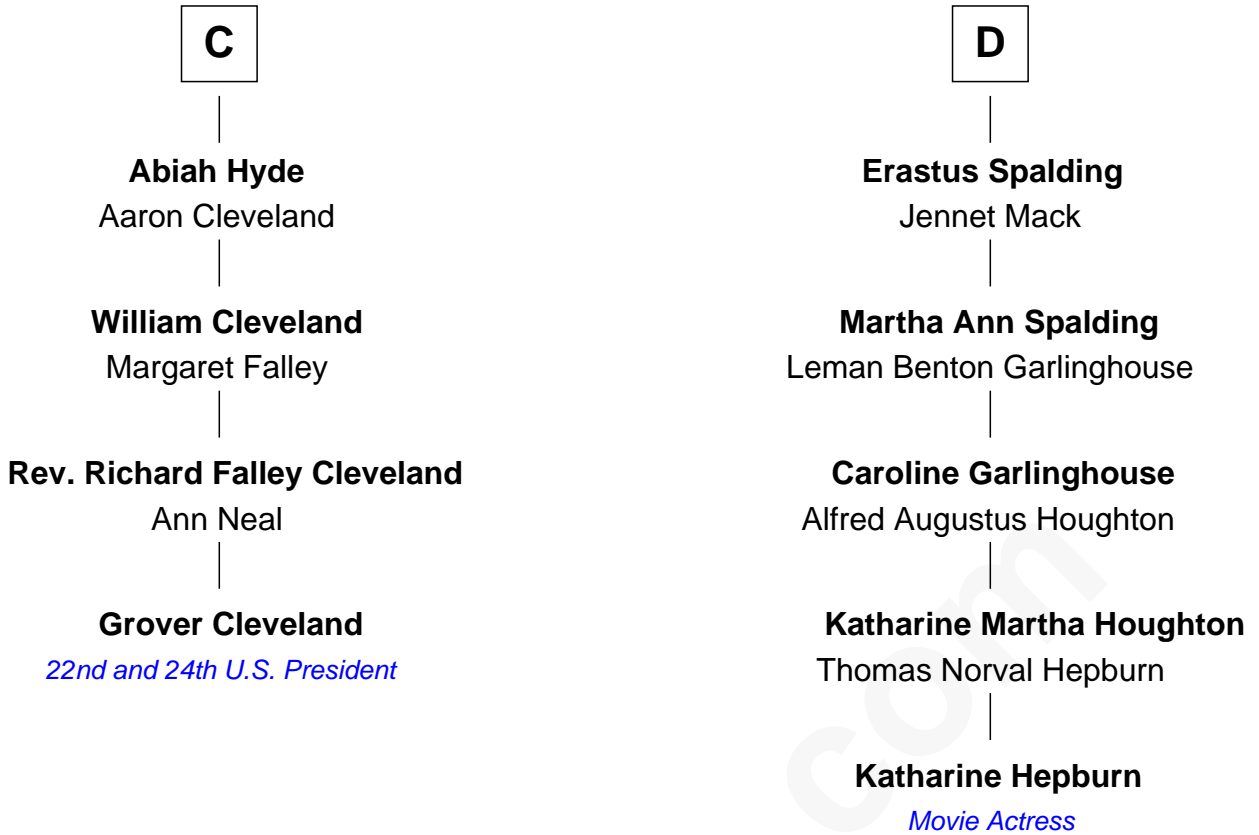 C
Abiah Hyde
Aaron Cleveland
William Cleveland
Margaret Falley
Rev. Richard Falley Cleveland
Ann Neal
Grover Cleveland
22nd and 24th U.S. President
D
Erastus Spalding
Jennet Mack
Martha Ann Spalding
Leman Benton Garlinghouse
Caroline Garlinghouse
Alfred Augustus Houghton
Katharine Martha Houghton
Thomas Norval Hepburn
Katharine Hepburn
Movie Actress
com